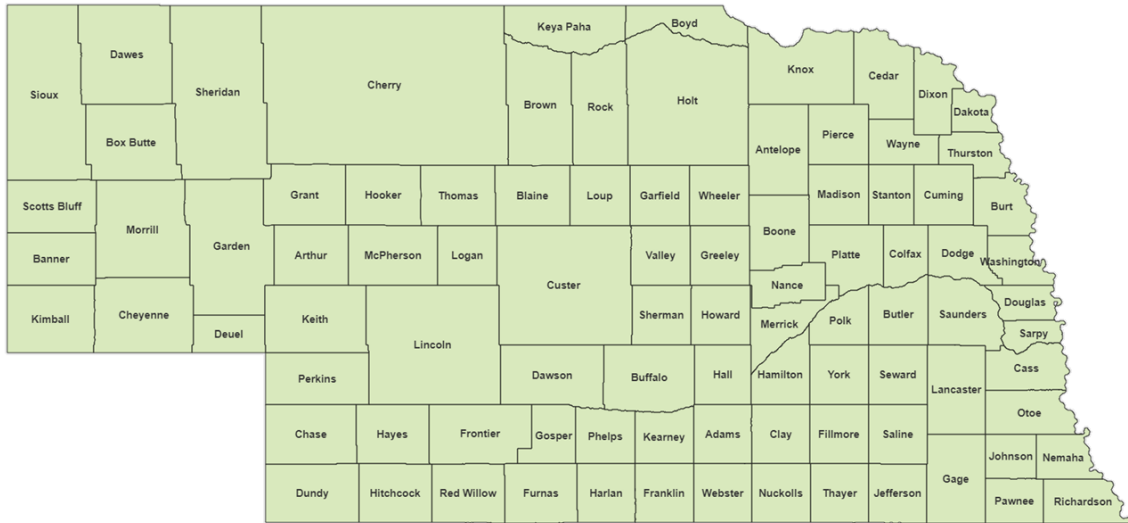 Keya Paha
Boyd
Dawes
Knox
Cedar
Sioux
Sheridan
Cherry
Dixon
Brown
Rock
Holt
Dakota
Box Butte
Pierce
Wayne
Antelope
Thurston
Grant
Hooker
Thomas
Blaine
Loup
Garfield
Wheeler
Madison
Stanton
Cuming
Scotts Bluff
Burt
Morrill
Boone
Garden
Banner
Arthur
McPherson
Logan
Valley
Greeley
Platte
Colfax
Dodge
Washington
Custer
Nance
Douglas
Kimball
Cheyenne
Keith
Sherman
Howard
Merrick
Polk
Butler
Saunders
Deuel
Sarpy
Lincoln
Cass
Perkins
Dawson
Buffalo
Hall
Hamilton
York
Seward
Lancaster
Otoe
Chase
Hayes
Frontier
Gosper
Phelps
Kearney
Adams
Clay
Fillmore
Saline
Johnson
Nemaha
Gage
Dundy
Hitchcock
Red Willow
Furnas
Harlan
Franklin
Webster
Nuckolls
Thayer
Jefferson
Pawnee
Richardson